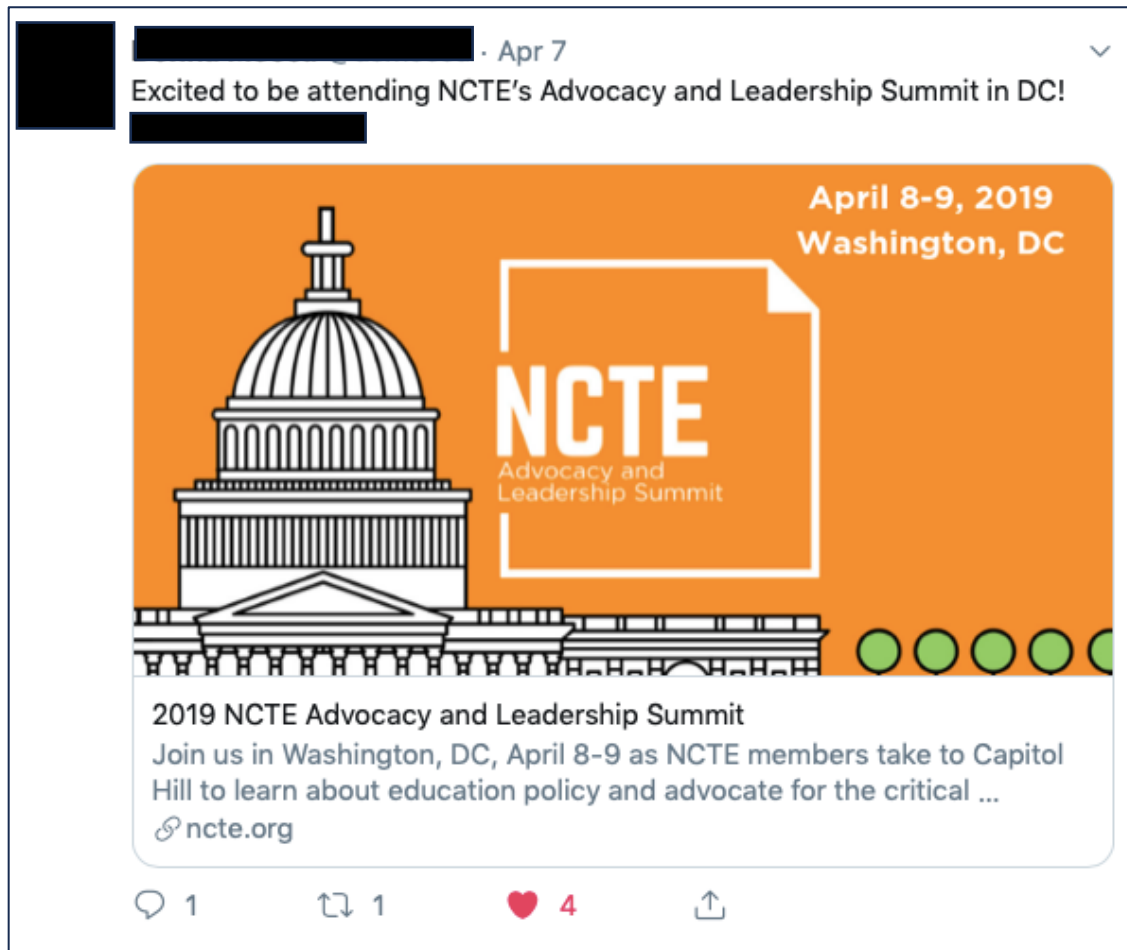 · Apr 7
Excited to be attending NCTE’s Advocacy and Leadership Summit in DC!
April 8-9, 2019
Washington, DC
NCTE
Advocacy and
Leadership Summit
2019 NCTE Advocacy and Leadership Summit
Join us in Washington, DC, April 8-9 as NCTE members take to Capitol
Hill to learn about education policy and advocate for the critical ...
ncte.org
1 1 4